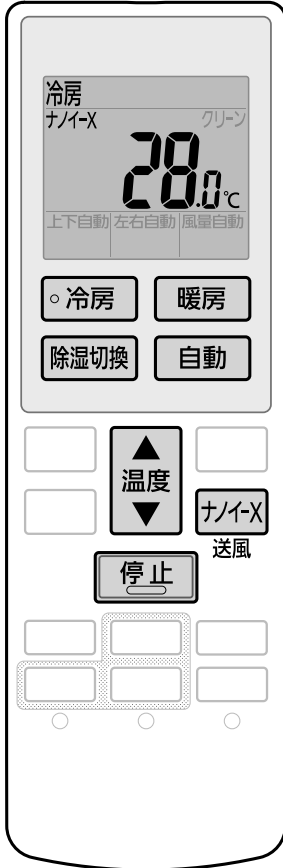 冷房
ナノイーX クリーン
28.0℃
上下自動 左右自動 風量自動
冷房 暖房
除湿切換 自動
▲
温度
▼
ナノイーX
送風
停止